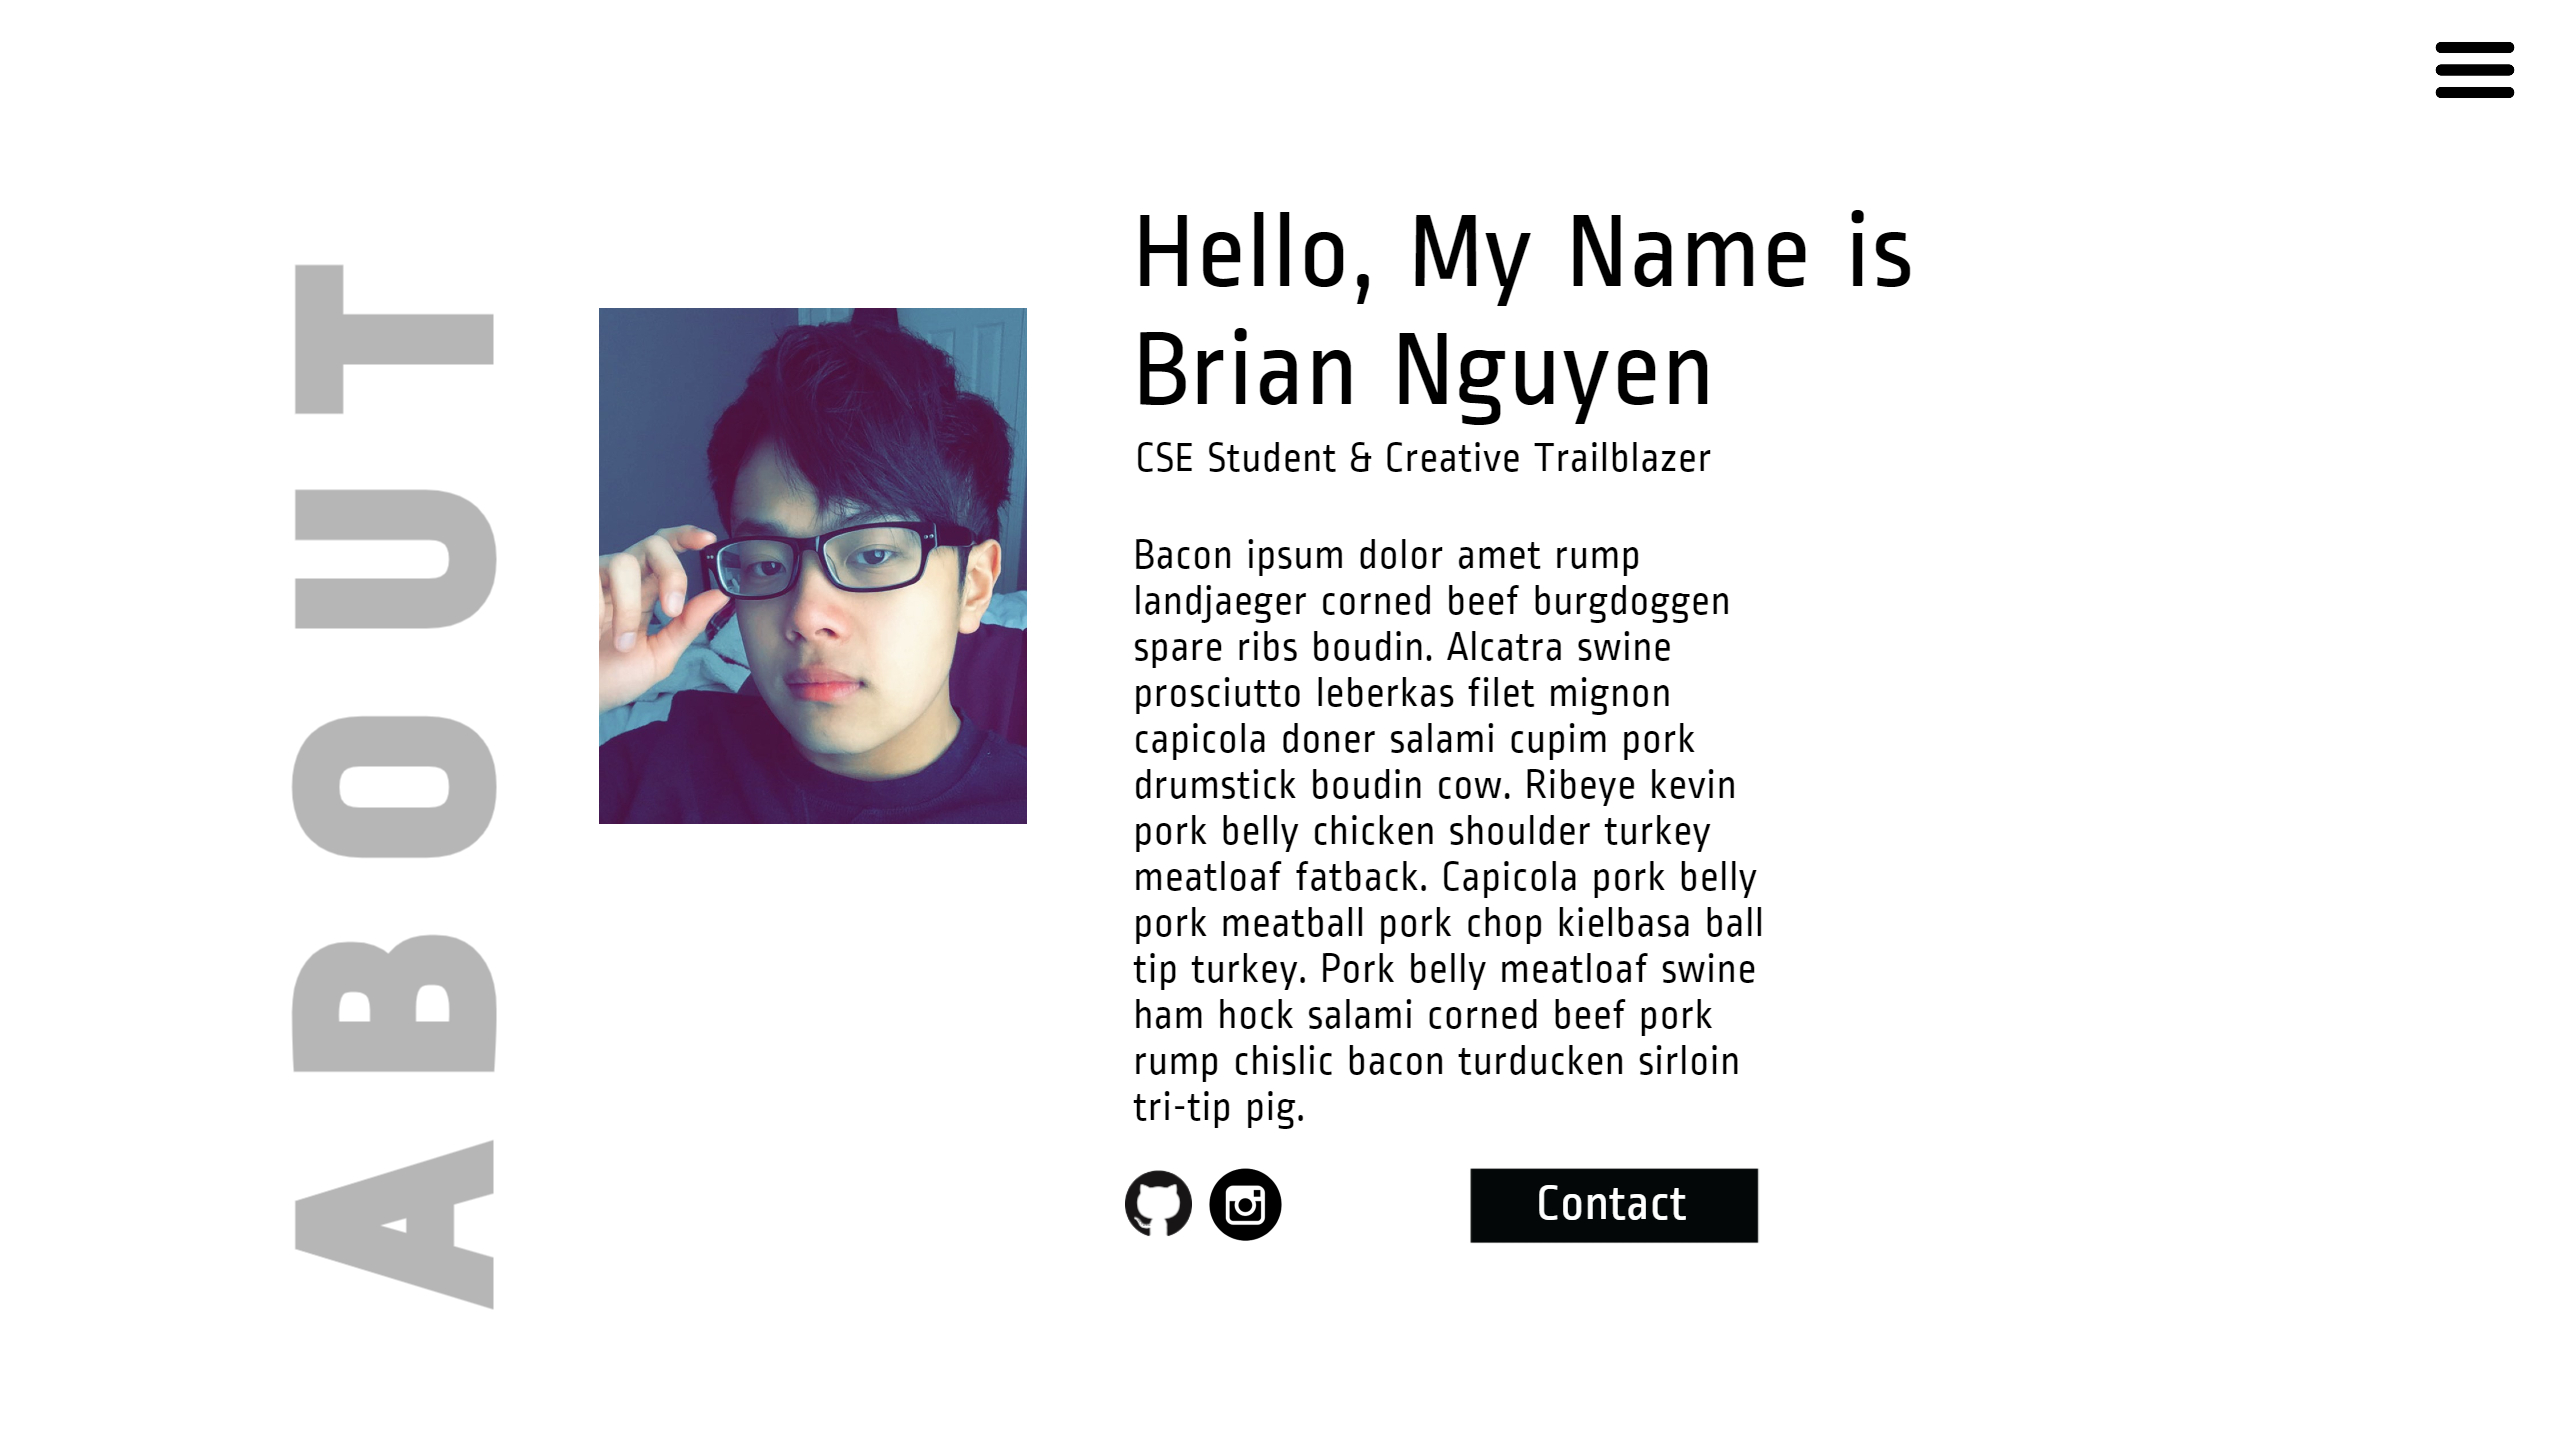 ABOUT
Hello, My Name is
Brian Nguyen
CSE Student & Creative Trailblazer
Bacon ipsum dolor amet rump
landjaeger corned beef burgdoggen
spare ribs boudin. Alcatra swine
prosciutto leberkas filet mignon
capicola doner salami cupim pork
drumstick boudin cow. Ribeye kevin
pork belly chicken shoulder turkey
meatloaf fatback. Capicola pork belly
pork meatball pork chop kielbasa ball
tip turkey. Pork belly meatloaf swine
ham hock salami corned beef pork
rump chislic bacon turducken sirloin
tri-tip pig.
Contact